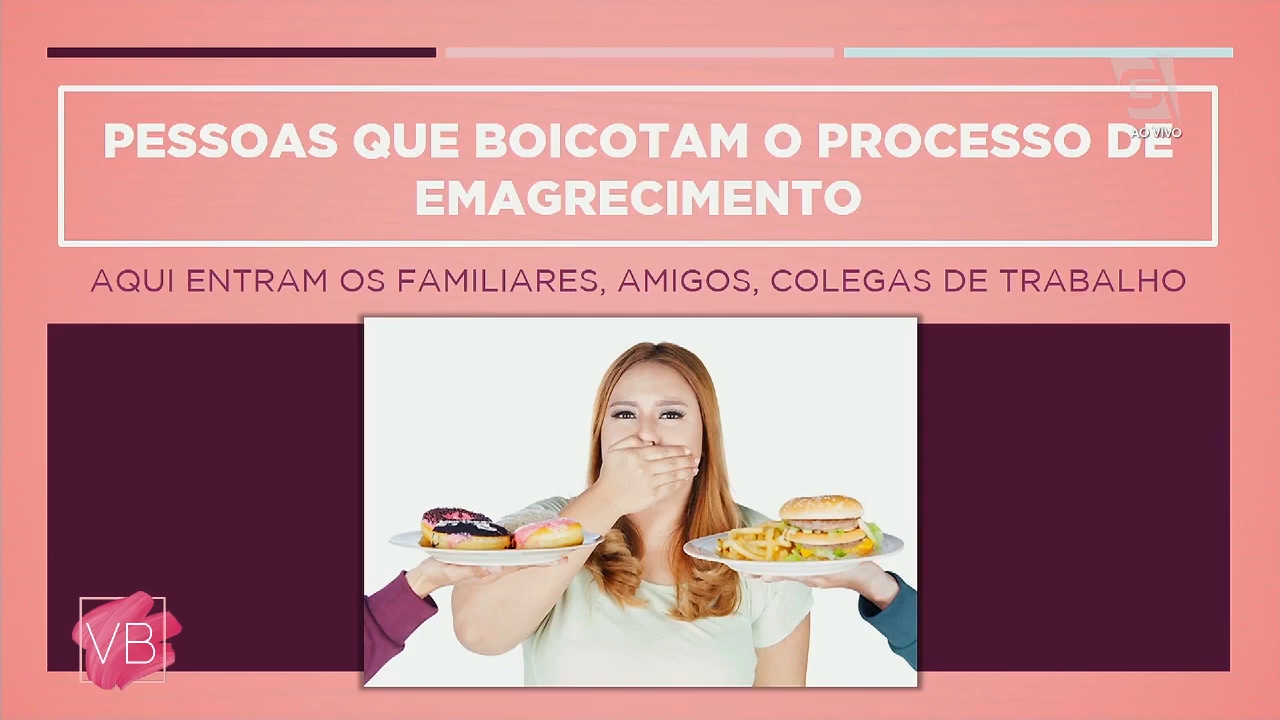 PESSOAS QUE BOICOTAM O PROCESSO DE
EMAGRECIMENTO
AO VIVO
AQUI ENTRAM OS FAMILIARES, AMIGOS, COLEGAS DE TRABALHO
VB